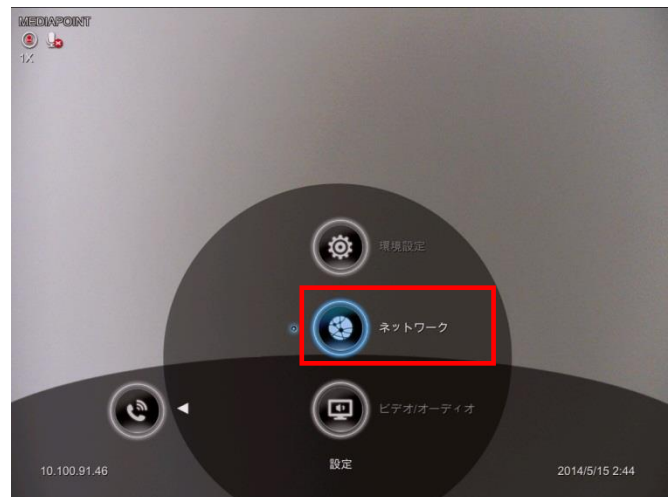 MEDIAPOINT
1X
環境設定
ネットワーク
ビデオ/オーディオ
設定
10.100.91.46
2014/5/15 2:44